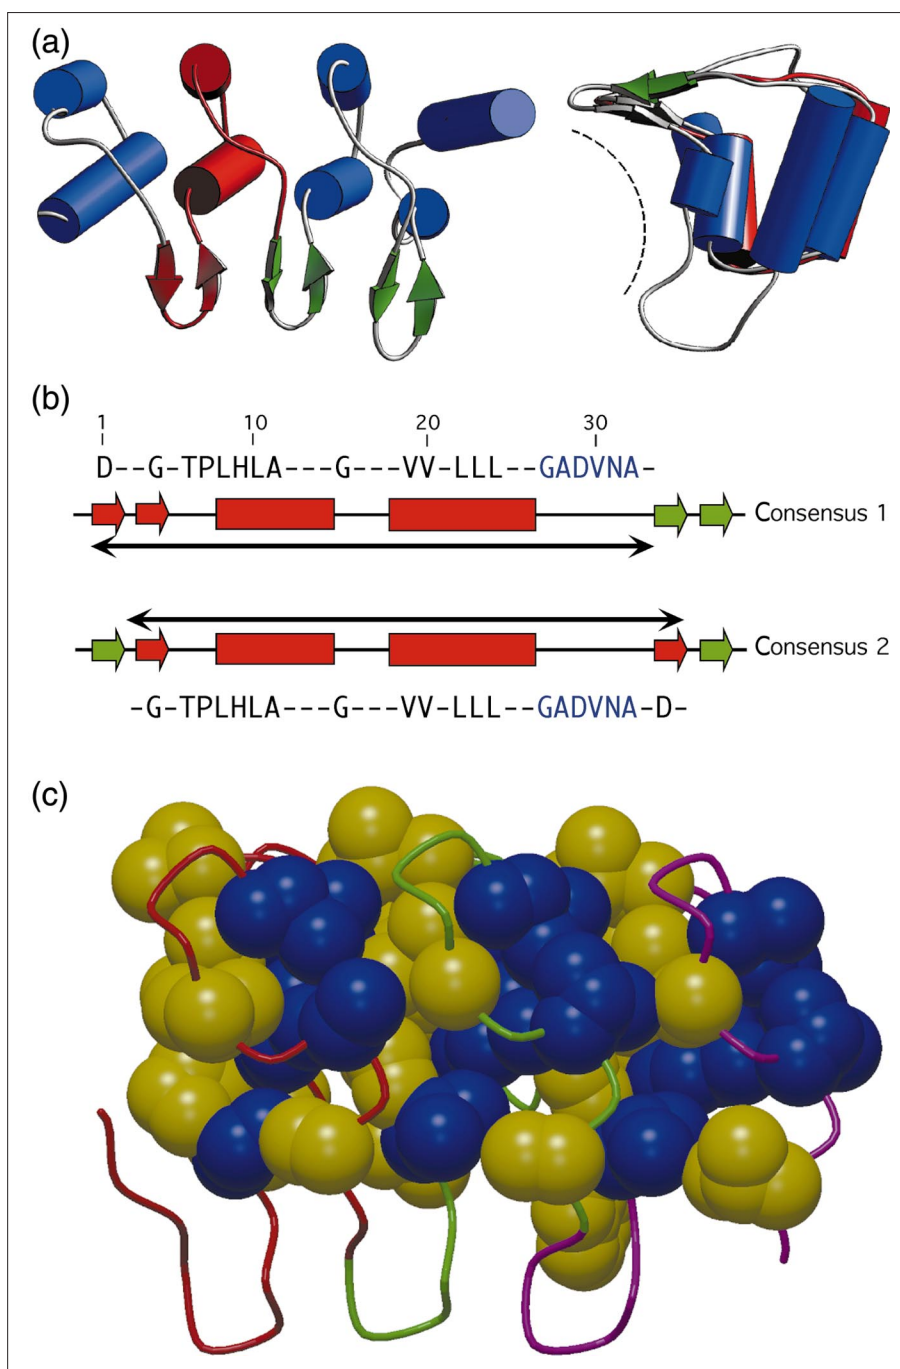 (a)
(b)
1 10 20 30
D--G-TPLHLA---G---VV-LLL--GADVNA-
Consensus 1
Consensus 2
-G-TPLHLA---G---VV-LLL--GADVNA-D-
(c)